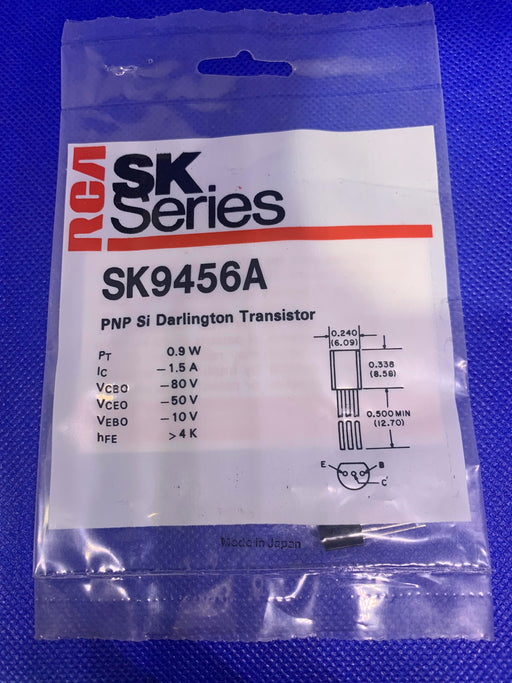 RCA
SK
Series
SK9456A
PNP Si Darlington Transistor
PT 0.9 W
IC -1.5 A
VCBO -80 V
VCEO -50 V
VEBO -10 V
hFE >4 K
0.240
(6.09)
0.338
(8.58)
0.500 MIN
(12.70)
E B
C
Made in Japan